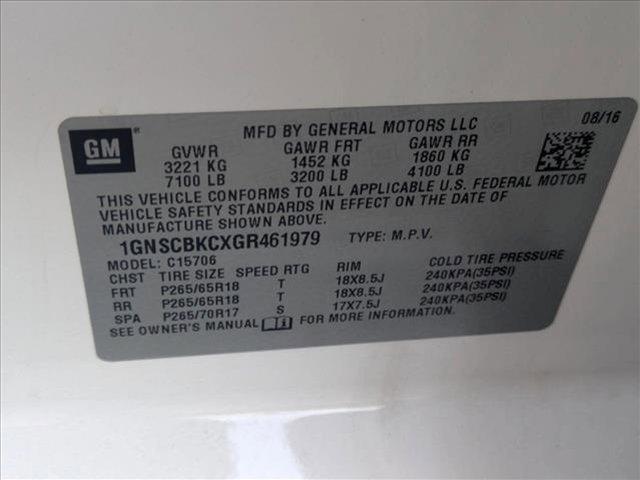 GM
MFD BY GENERAL MOTORS LLC 08/16
GVWR GAWR FRT GAWR RR
3221 KG 1452 KG 1860 KG
7100 LB 3200 LB 4100 LB
THIS VEHICLE CONFORMS TO ALL APPLICABLE U.S. FEDERAL MOTOR
VEHICLE SAFETY STANDARDS IN EFFECT ON THE DATE OF
MANUFACTURE SHOWN ABOVE.
1GNSCBKCXGR461979 TYPE: M.P.V.
MODEL: C15706
CHST TIRE SIZE SPEED RTG RIM COLD TIRE PRESSURE
FRT P265/65R18 T 18X8.5J 240KPA(35PSI)
RR P265/65R18 T 18X8.5J 240KPA(35PSI)
SPA P265/70R17 S 17X7.5J 240KPA(35PSI)
SEE OWNER'S MANUAL FOR MORE INFORMATION.